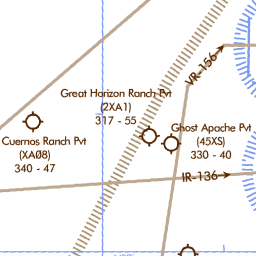 VR-156
Great Horizon Ranch Pvt
(2XA1)
317 - 55
Ghost Apache Pvt
(45XS)
330 - 40
Cuernos Ranch Pvt
(XA08)
340 - 47
IR-136